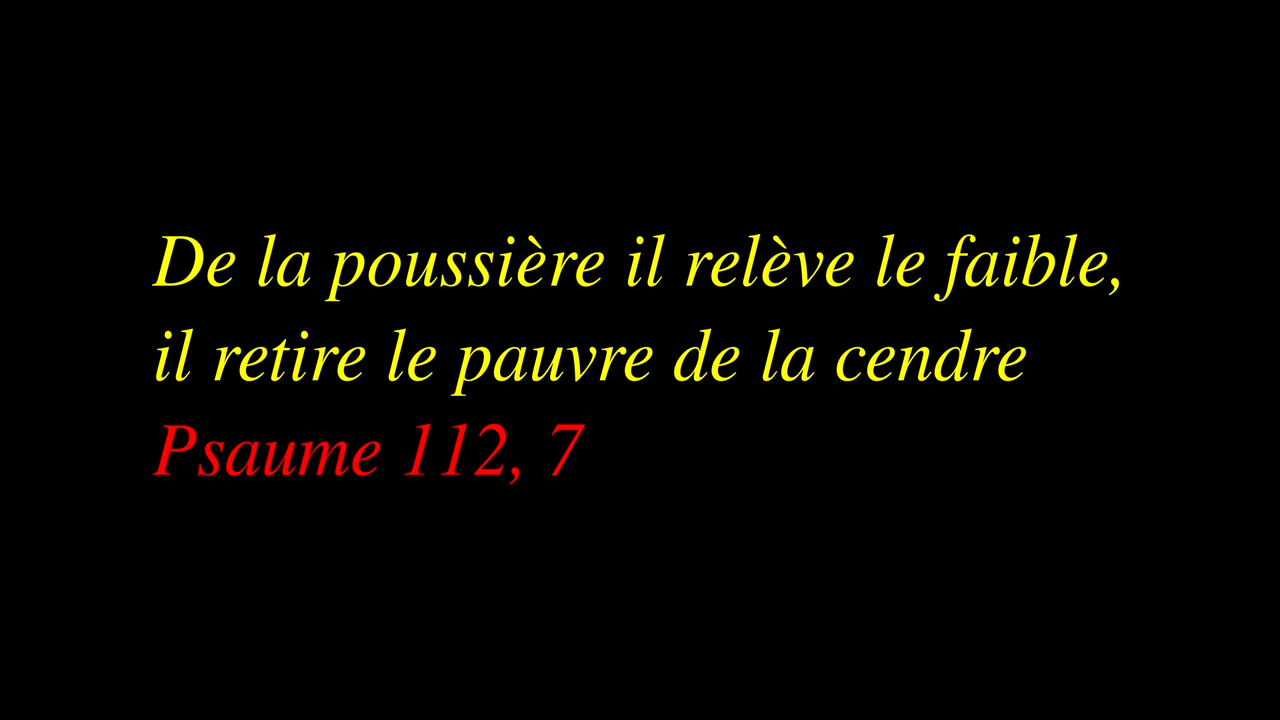 De la poussière il relève le faible,
il retire le pauvre de la cendre
Psaume 112, 7